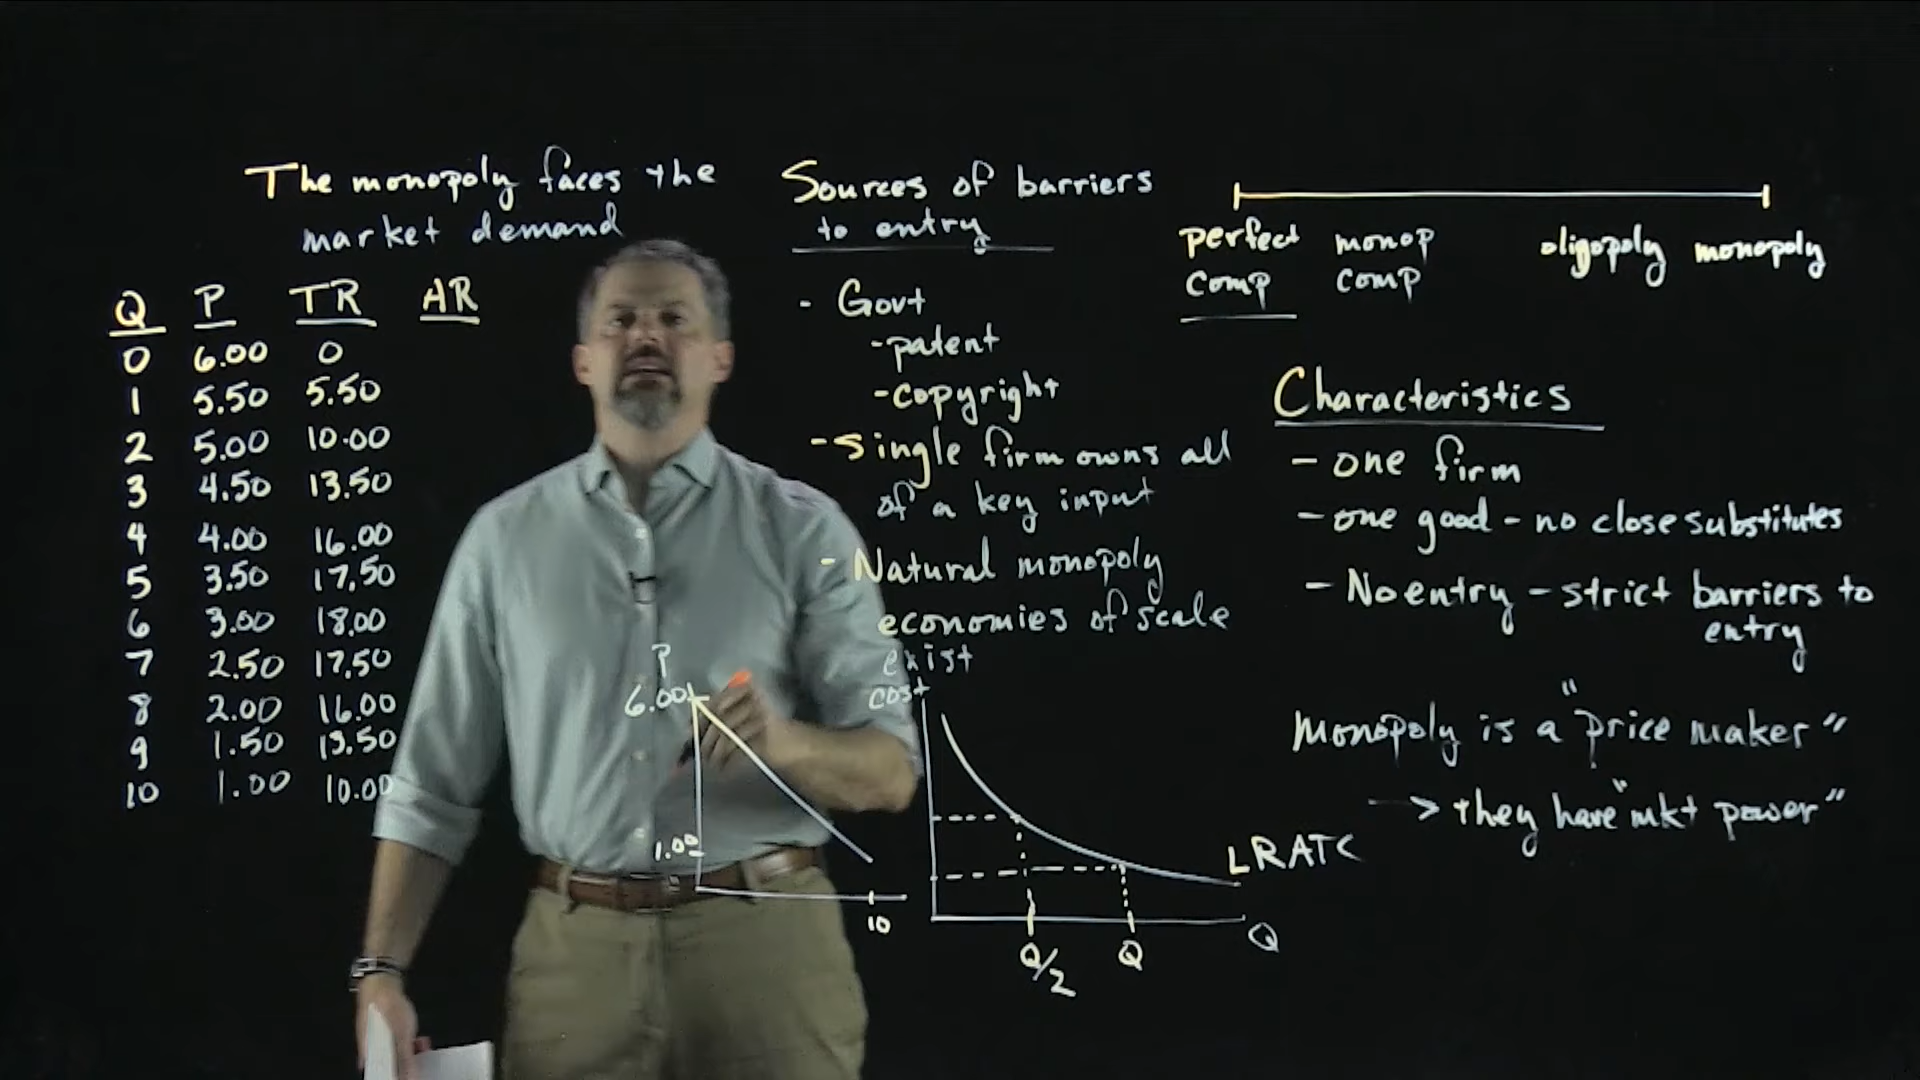 The monopoly faces the
market demand
Q P TR AR
0 6.00 0
1 5.50 5.50
2 5.00 10.00
3 4.50 13.50
4 4.00 16.00
5 3.50 17.50
6 3.00 18.00
7 2.50 17.50
8 2.00 16.00
9 1.50 13.50
10 1.00 10.00
P
6.00
1.00
10
Sources of barriers
to entry
- Govt
- patent
- copyright
- Single firm owns all
of a key input
- Natural monopoly
economies of scale
exist
cost
LRATC
Q/2 Q Q
perfect monop oligopoly monopoly
comp comp
Characteristics
- one firm
- one good - no close substitutes
- No entry - strict barriers to
entry
Monopoly is a "price maker"
-> they have "mkt power"